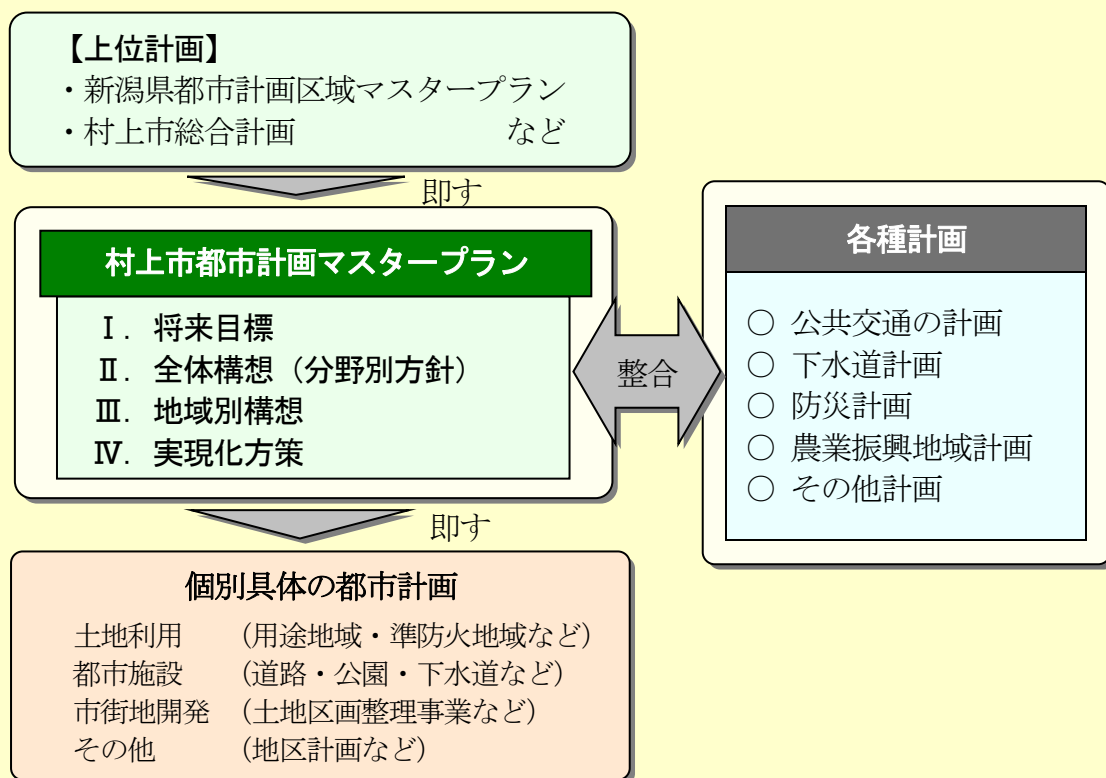 【上位計画】
・新潟県都市計画区域マスタープラン
・村上市総合計画 など
即す
村上市都市計画マスタープラン
Ⅰ. 将来目標
Ⅱ. 全体構想(分野別方針)
Ⅲ. 地域別構想
Ⅳ. 実現化方策
整合
各種計画
○ 公共交通の計画
○ 下水道計画
○ 防災計画
○ 農業振興地域計画
○ その他計画
即す
個別具体の都市計画
土地利用 (用途地域・準防火地域など)
都市施設 (道路・公園・下水道など)
市街地開発 (土地区画整理事業など)
その他 (地区計画など)